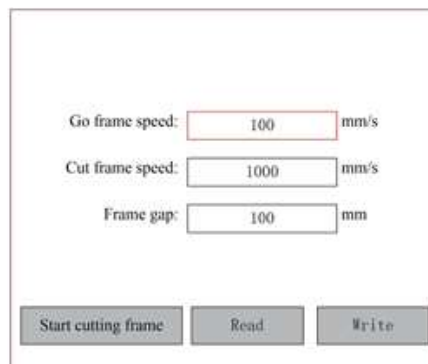 Go frame speed: 100 mm/s
Cut frame speed: 1000 mm/s
Frame gap: 100 mm
Start cutting frame Read Write